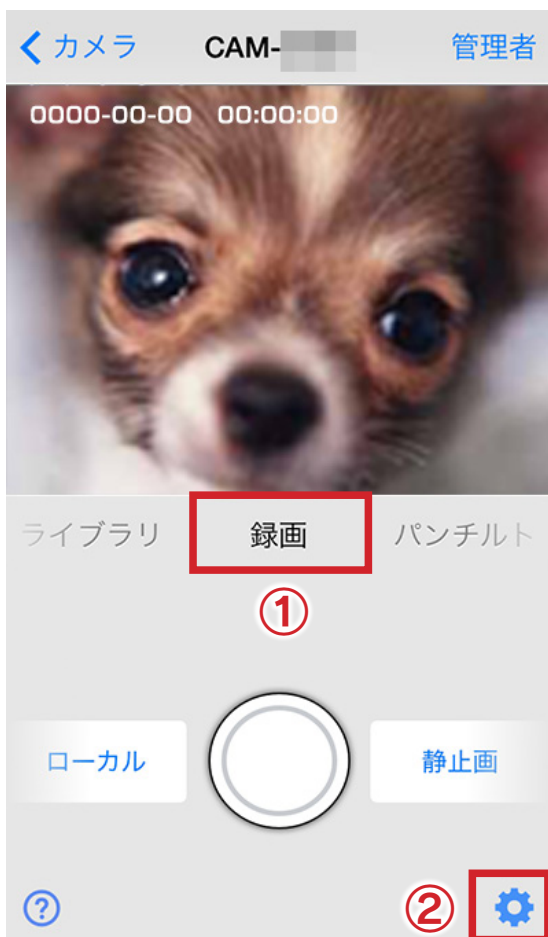 カメラ CAM- 管理者
0000-00-00 00:00:00
ライブラリ 録画 パンチルト
①
ローカル 静止画
? ②